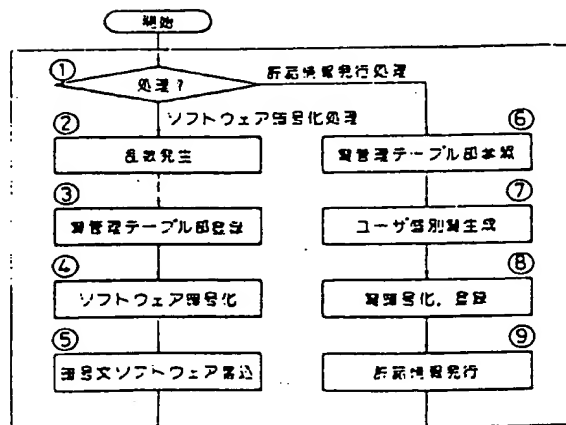 開始
①
処理?
許諾情報発行処理
ソフトウェア暗号化処理
②
乱数発生
③
鍵管理テーブル部登録
④
ソフトウェア暗号化
⑤
暗号文ソフトウェア書込
⑥
鍵管理テーブル部参照
⑦
ユーザ個別鍵生成
⑧
鍵暗号化,登録
⑨
許諾情報発行